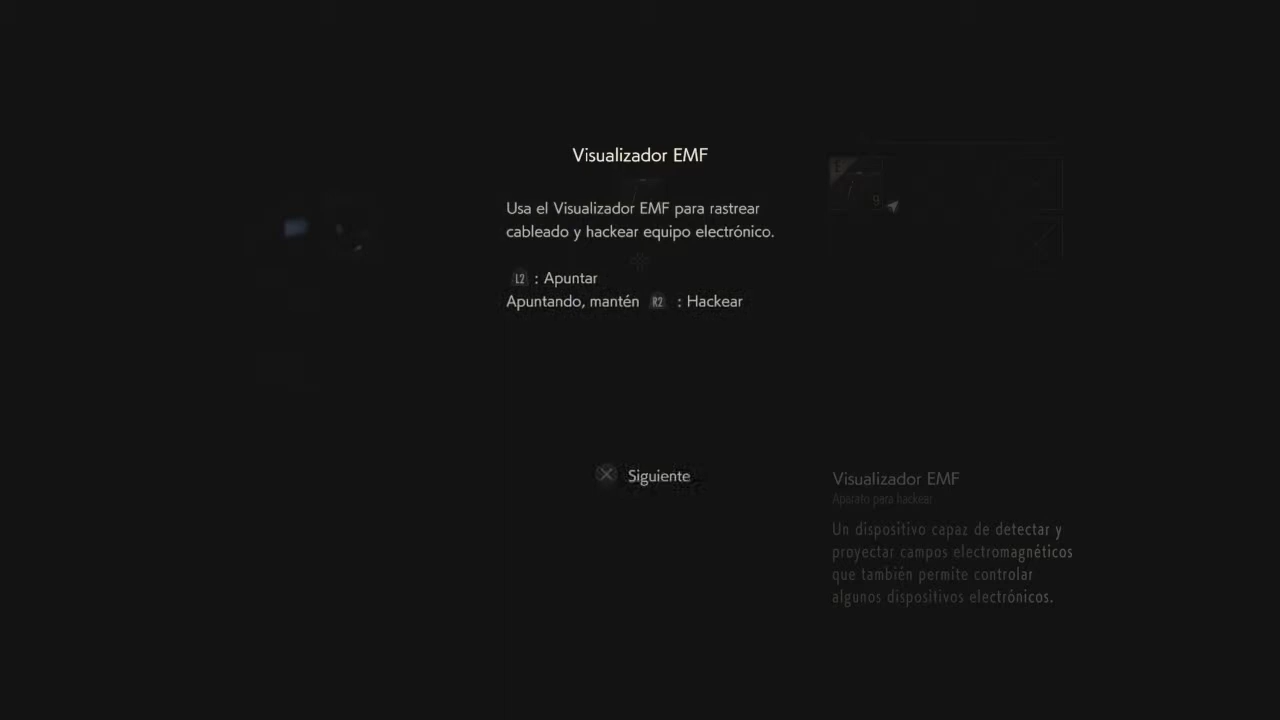 Visualizador EMF
Usa el Visualizador EMF para rastrear
cableado y hackear equipo electrónico.
L2 : Apuntar
Apuntando, mantén R2 : Hackear
Siguiente
9
Visualizador EMF
Aparato para hackear
Un dispositivo capaz de detectar y
proyectar campos electromagnéticos
que también permite controlar
algunos dispositivos electrónicos.